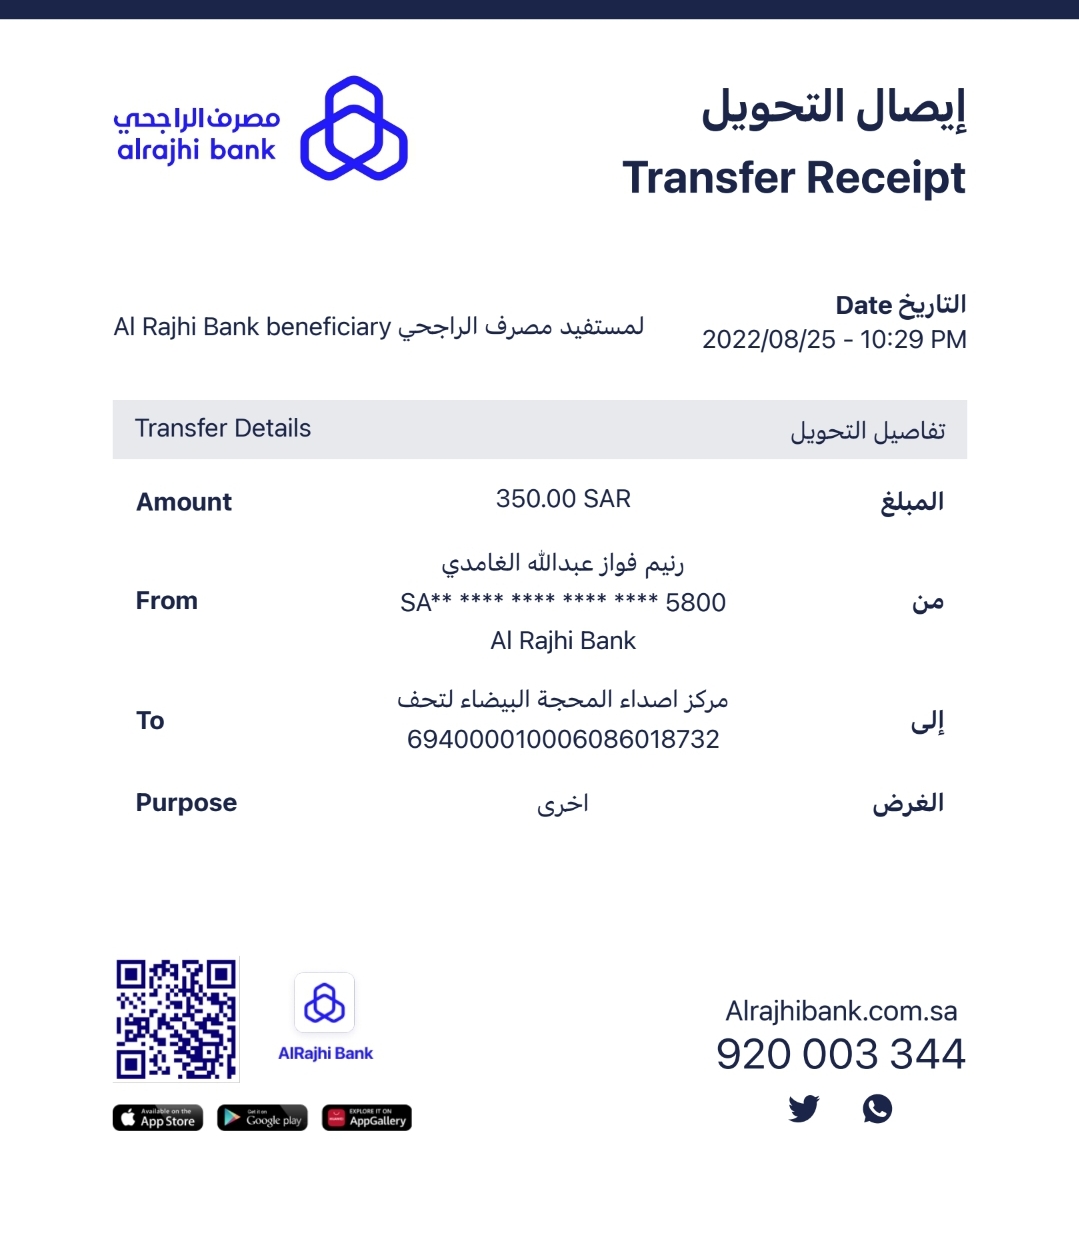 مصرف الراجحي
alrajhi bank
إيصال التحويل
Transfer Receipt
التاريخ Date
2022/08/25 - 10:29 PM
لمستفيد مصرف الراجحي Al Rajhi Bank beneficiary
Transfer Details تفاصيل التحويل
Amount 350.00 SAR المبلغ
رنيم فواز عبدالله الغامدي
From SA** **** **** **** **** 5800 من
Al Rajhi Bank
مركز اصداء المحجة البيضاء لتحف
To إلى
694000010006086018732
Purpose اخرى الغرض
AlRajhi Bank
Available on the
App Store
Get it on
Google play
EXPLORE IT ON
AppGallery
Alrajhibank.com.sa
920 003 344